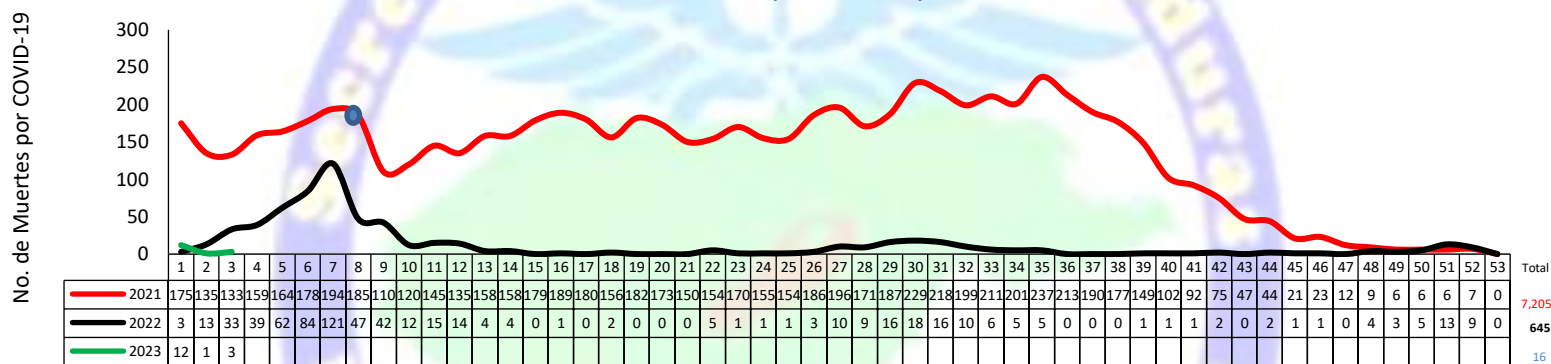 No. de Muertes por COVID-19
300
250
200
150
100
50
0
1 2 3 4 5 6 7 8 9 10 11 12 13 14 15 16 17 18 19 20 21 22 23 24 25 26 27 28 29 30 31 32 33 34 35 36 37 38 39 40 41 42 43 44 45 46 47 48 49 50 51 52 53 Total
2021 175 135 133 159 164 178 194 185 110 120 145 135 158 158 179 189 180 156 182 173 150 154 170 155 154 186 196 171 187 229 218 199 211 201 237 213 190 177 149 102 92 75 47 44 21 23 12 9 6 6 6 7 0 7,205
2022 3 13 33 39 62 84 121 47 42 12 15 14 4 4 0 1 0 2 0 0 0 5 1 1 1 3 10 9 16 18 16 10 6 5 5 0 0 0 1 1 1 2 0 2 1 1 0 4 3 5 13 9 0 645
2023 12 1 3 16